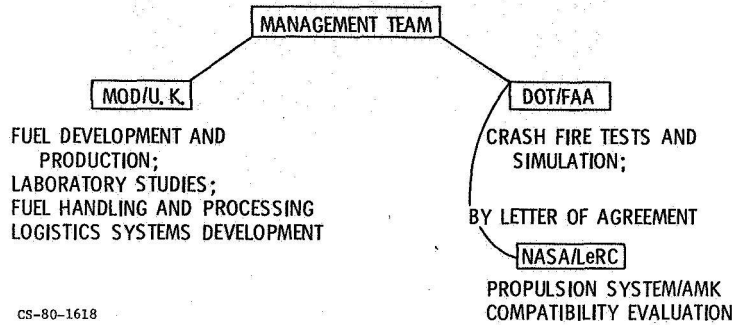 MANAGEMENT TEAM
MOD/U. K.
FUEL DEVELOPMENT AND
PRODUCTION;
LABORATORY STUDIES;
FUEL HANDLING AND PROCESSING
LOGISTICS SYSTEMS DEVELOPMENT
DOT/FAA
CRASH FIRE TESTS AND
SIMULATION;
BY LETTER OF AGREEMENT
NASA/LeRC
PROPULSION SYSTEM/AMK
COMPATIBILITY EVALUATION
CS-80-1618